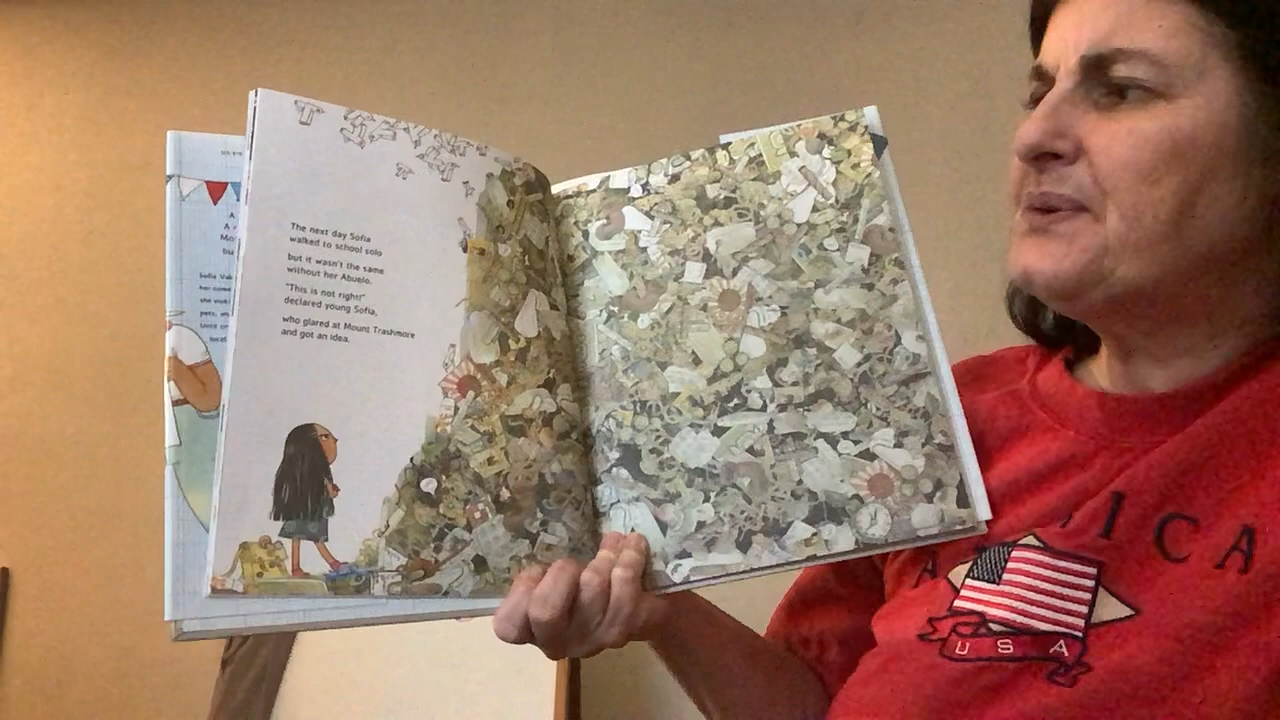 The next day Sofia
walked to school solo
but it wasn't the same
without her Abuelo.
"This is not right!"
declared young Sofia,
who glared at Mount Trashmore
and got an idea.
USA